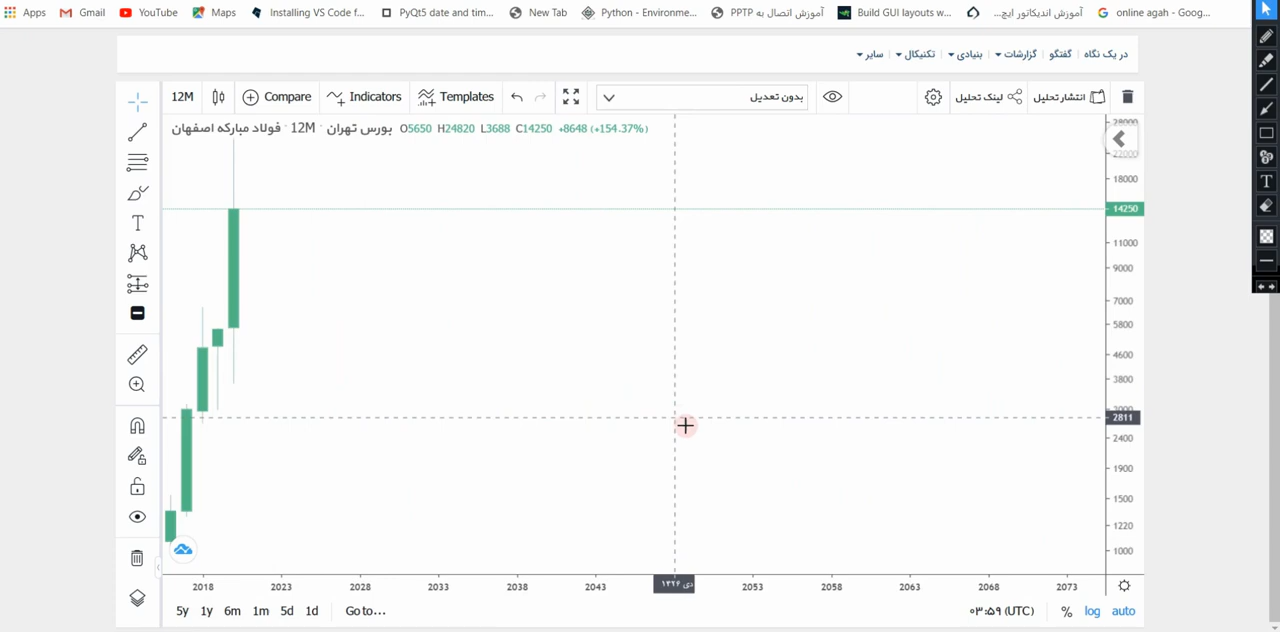 Apps Gmail YouTube Maps Installing VS Code f... PyQt5 date and tim... New Tab Python - Environme... آموزش اتصال به PPTP Build GUI layouts w... آموزش اندیکاتور ایچ... online agah - Goog...
در یک نگاه گفتگو گزارشات بنیادی تکنیکال سایر
12M Compare Indicators Templates بدون تعدیل لینک تحلیل انتشار تحلیل
فولاد مبارکه اصفهان · 12M · بورس تهران O5650 H24820 L3688 C14250 +8648 (+154.37%)
28000
22000
18000
14250
11000
9000
7000
5800
4600
3800
3000
2811
2400
1900
1500
1220
1000
2018 2023 2028 2033 2038 2043 2053 2058 2063 2068 2073
5y 1y 6m 1m 5d 1d Go to... ۰۳:۵۹ (UTC) % log auto
T
T